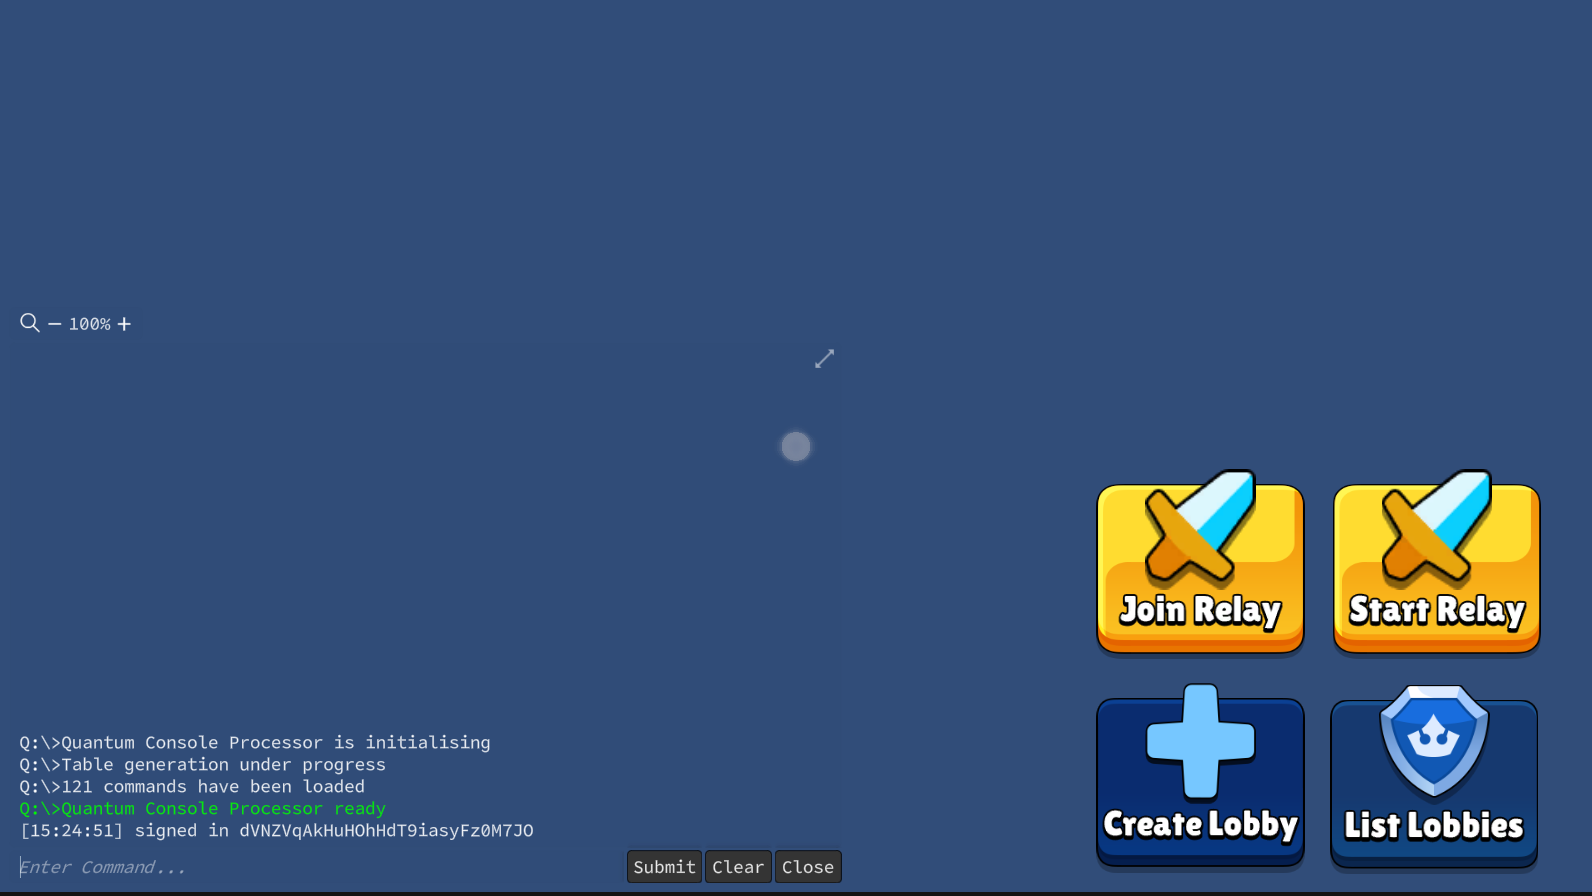 100%
Join Relay
Start Relay
Q:\>Quantum Console Processor is initialising
Q:\>Table generation under progress
Q:\>121 commands have been loaded
Q:\>Quantum Console Processor ready
[15:24:51] signed in dVNZVqAkHuHOhHdT9iasyFz0M7JO
Create Lobby
List Lobbies
Enter Command...
Submit
Clear
Close